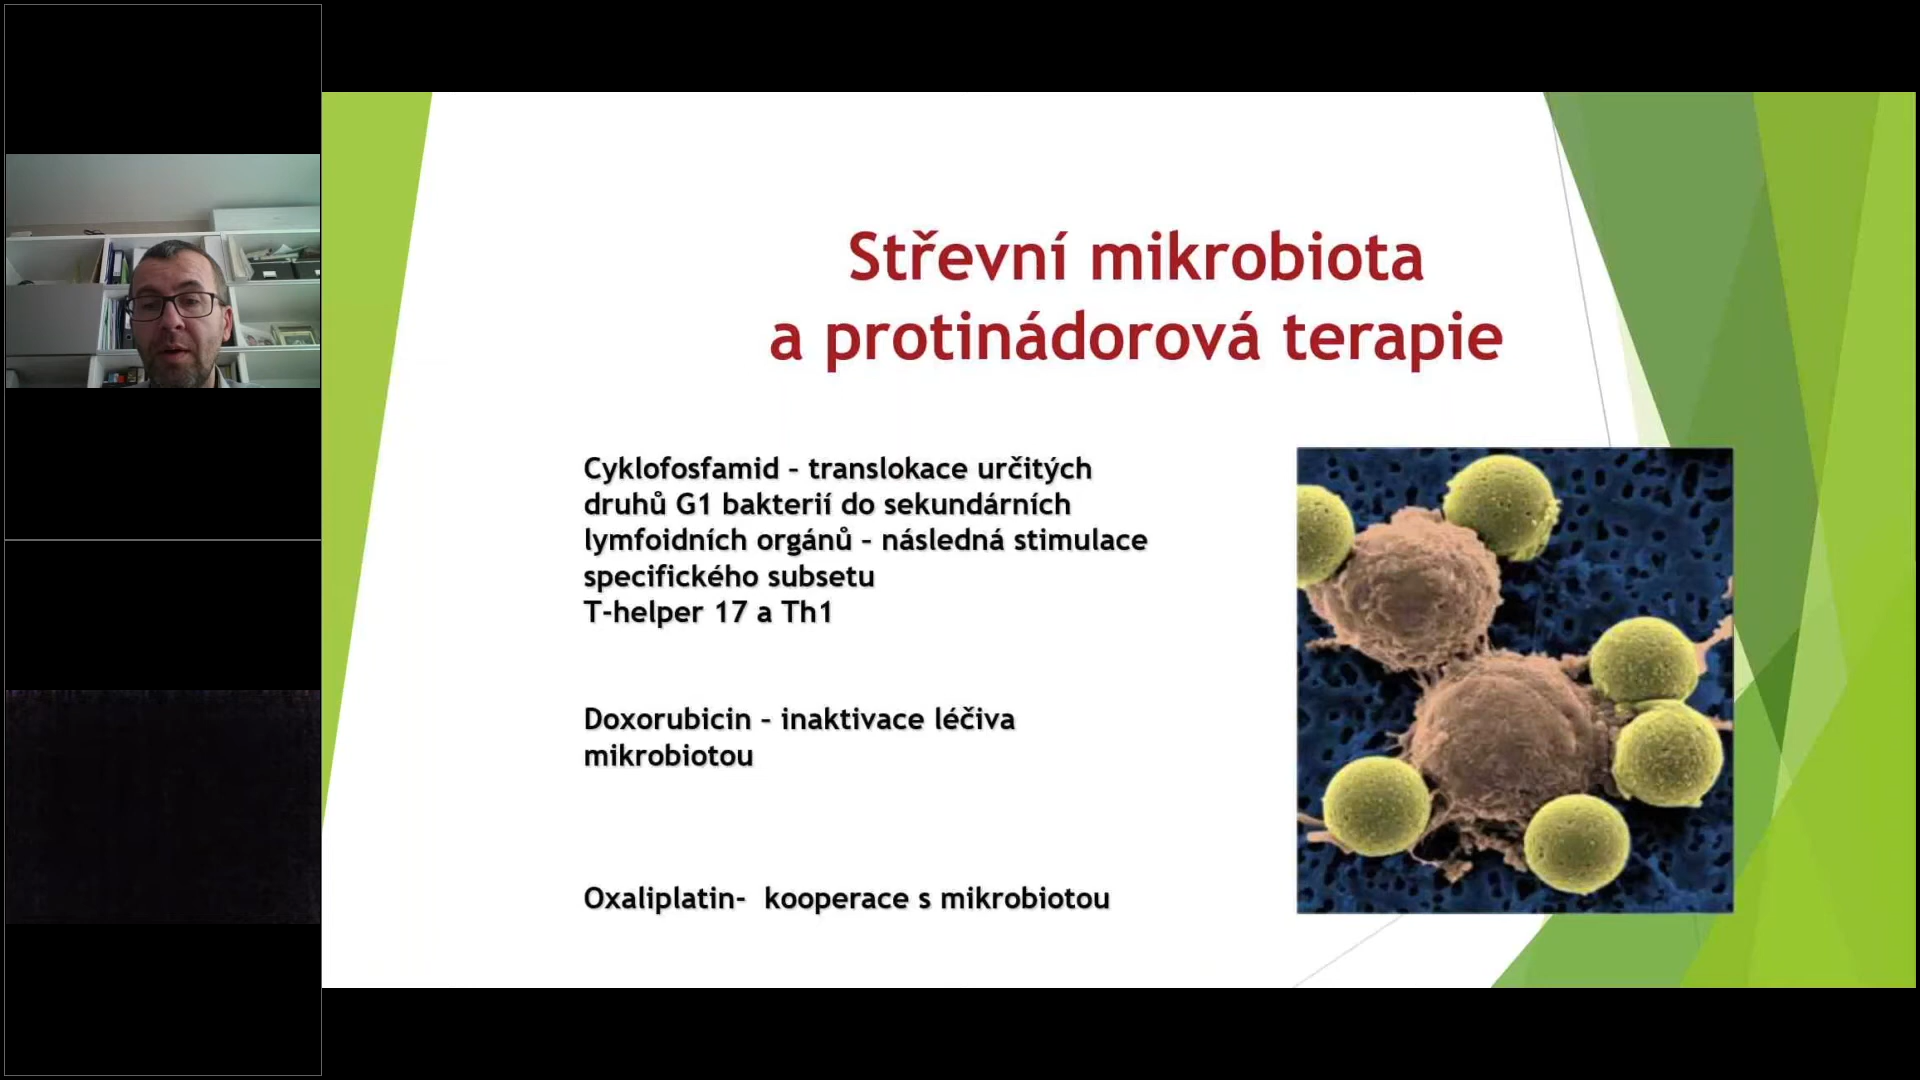 Střevní mikrobiota
a protinádorová terapie
Cyklofosfamid – translokace určitých
druhů G1 bakterií do sekundárních
lymfoidních orgánů – následná stimulace
specifického subsetu
T-helper 17 a Th1
Doxorubicin – inaktivace léčiva
mikrobiotou
Oxaliplatin-  kooperace s mikrobiotou